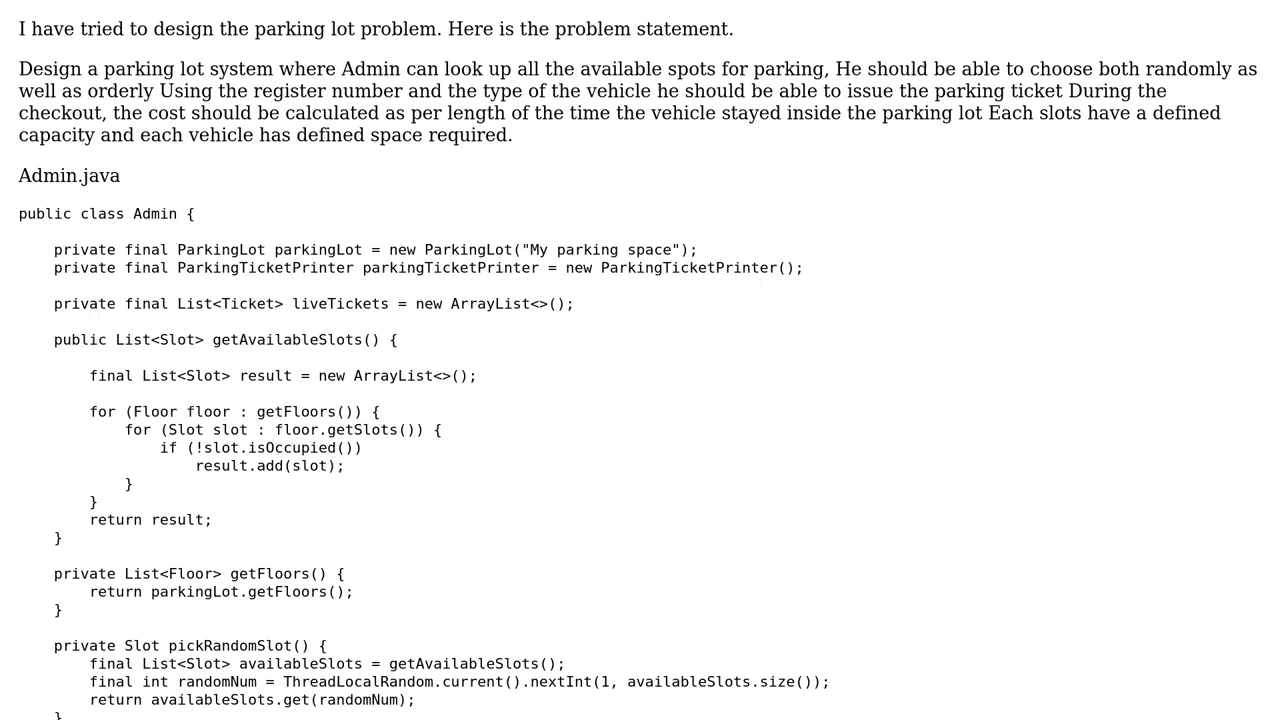 I have tried to design the parking lot problem. Here is the problem statement.
Design a parking lot system where Admin can look up all the available spots for parking, He should be able to choose both randomly as
well as orderly Using the register number and the type of the vehicle he should be able to issue the parking ticket During the
checkout, the cost should be calculated as per length of the time the vehicle stayed inside the parking lot Each slots have a defined
capacity and each vehicle has defined space required.
Admin.java
public class Admin {
    private final ParkingLot parkingLot = new ParkingLot("My parking space");
    private final ParkingTicketPrinter parkingTicketPrinter = new ParkingTicketPrinter();
    private final List<Ticket> liveTickets = new ArrayList<>();
    public List<Slot> getAvailableSlots() {
        final List<Slot> result = new ArrayList<>();
        for (Floor floor : getFloors()) {
            for (Slot slot : floor.getSlots()) {
                if (!slot.isOccupied())
                    result.add(slot);
            }
        }
        return result;
    }
    private List<Floor> getFloors() {
        return parkingLot.getFloors();
    }
    private Slot pickRandomSlot() {
        final List<Slot> availableSlots = getAvailableSlots();
        final int randomNum = ThreadLocalRandom.current().nextInt(1, availableSlots.size());
        return availableSlots.get(randomNum);
    }